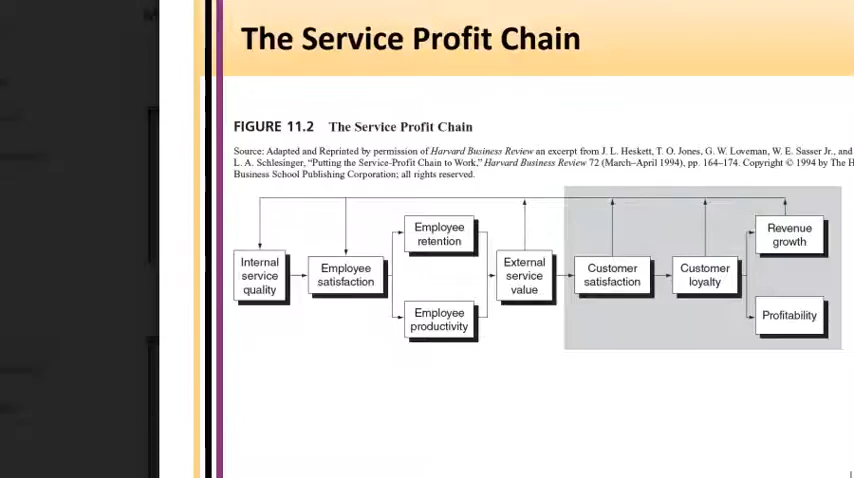 The Service Profit Chain
FIGURE 11.2 The Service Profit Chain
Source: Adapted and Reprinted by permission of Harvard Business Review an excerpt from J. L. Heskett, T. O. Jones, G. W. Loveman, W. E. Sasser Jr., and
L. A. Schlesinger, “Putting the Service-Profit Chain to Work,” Harvard Business Review 72 (March–April 1994), pp. 164–174. Copyright © 1994 by The H
Business School Publishing Corporation; all rights reserved.
Internal
service
quality
Employee
satisfaction
Employee
retention
Employee
productivity
External
service
value
Customer
satisfaction
Customer
loyalty
Revenue
growth
Profitability